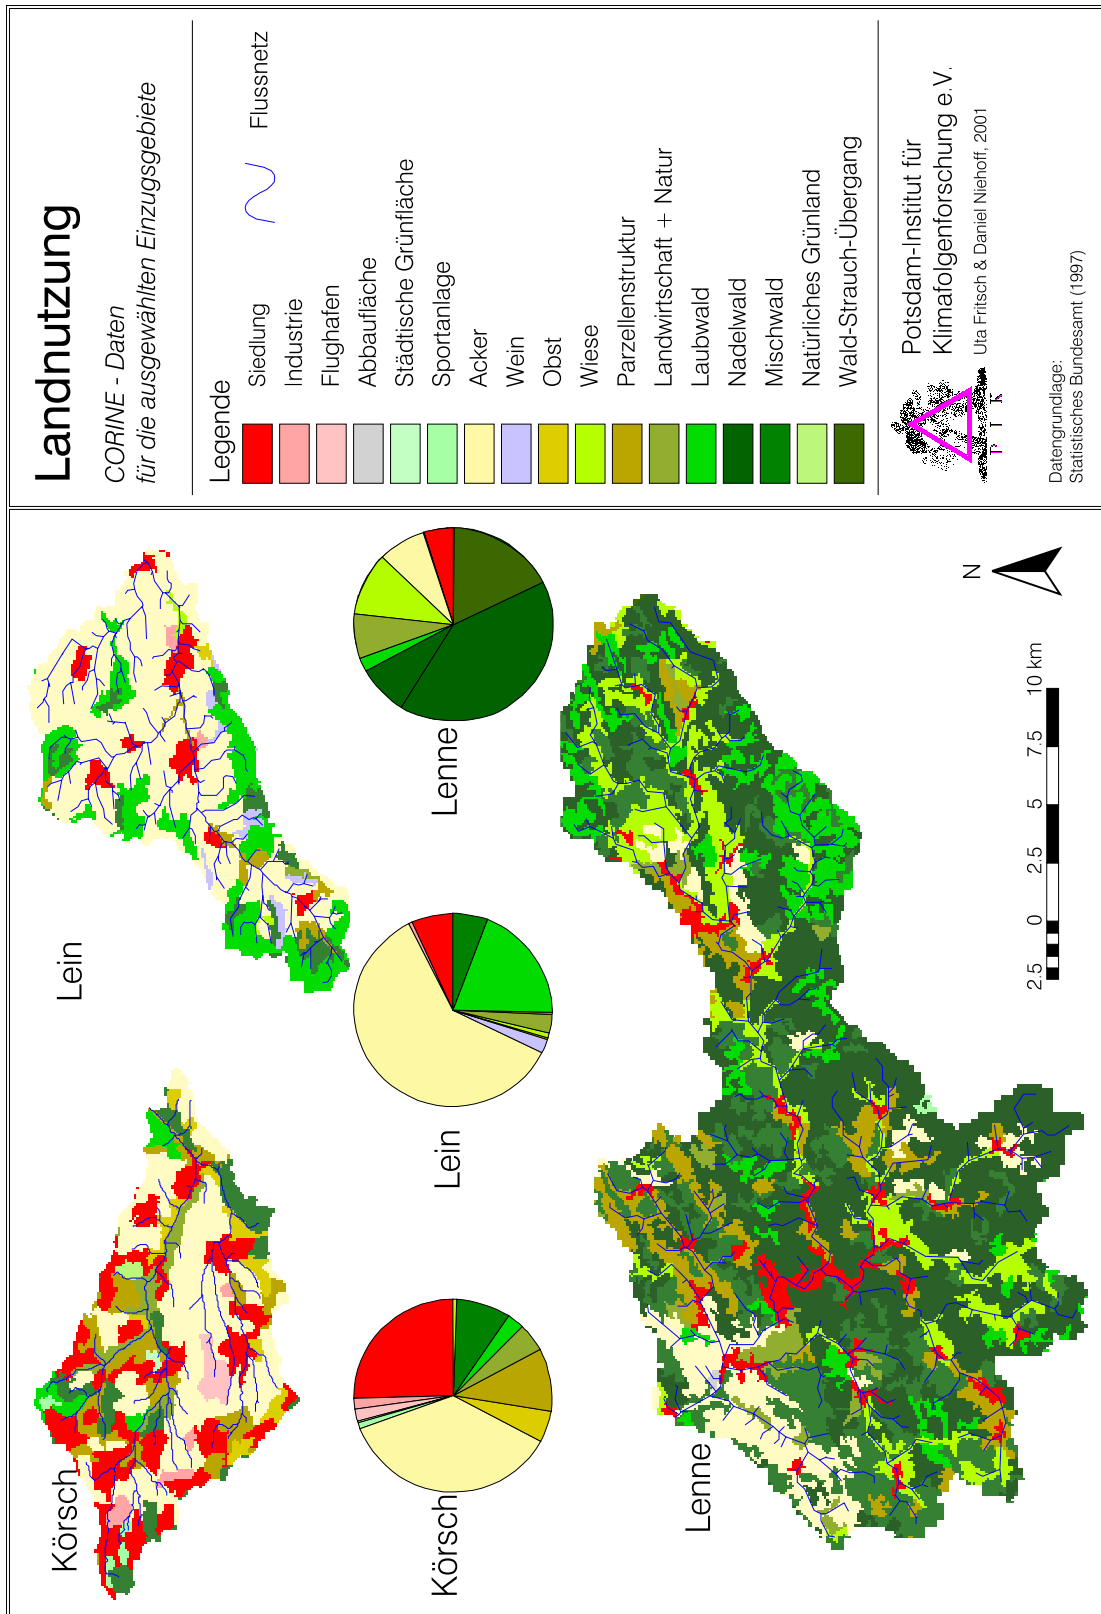 Landnutzung
CORINE - Daten
für die ausgewählten Einzugsgebiete
Legende
Siedlung
Flussnetz
Industrie
Flughafen
Abbaufläche
Städtische Grünfläche
Sportanlage
Acker
Wein
Obst
Wiese
Parzellenstruktur
Landwirtschaft + Natur
Laubwald
Nadelwald
Mischwald
Natürliches Grünland
Wald-Strauch-Übergang
P I K
Potsdam-Institut für
Klimafolgenforschung e.V.
Uta Fritsch & Daniel Niehoff, 2001
Datengrundlage:
Statistisches Bundesamt (1997)
Körsch
Lein
Körsch
Lein
Lenne
Lenne
N
2.5 0 2.5 5 7.5 10 km